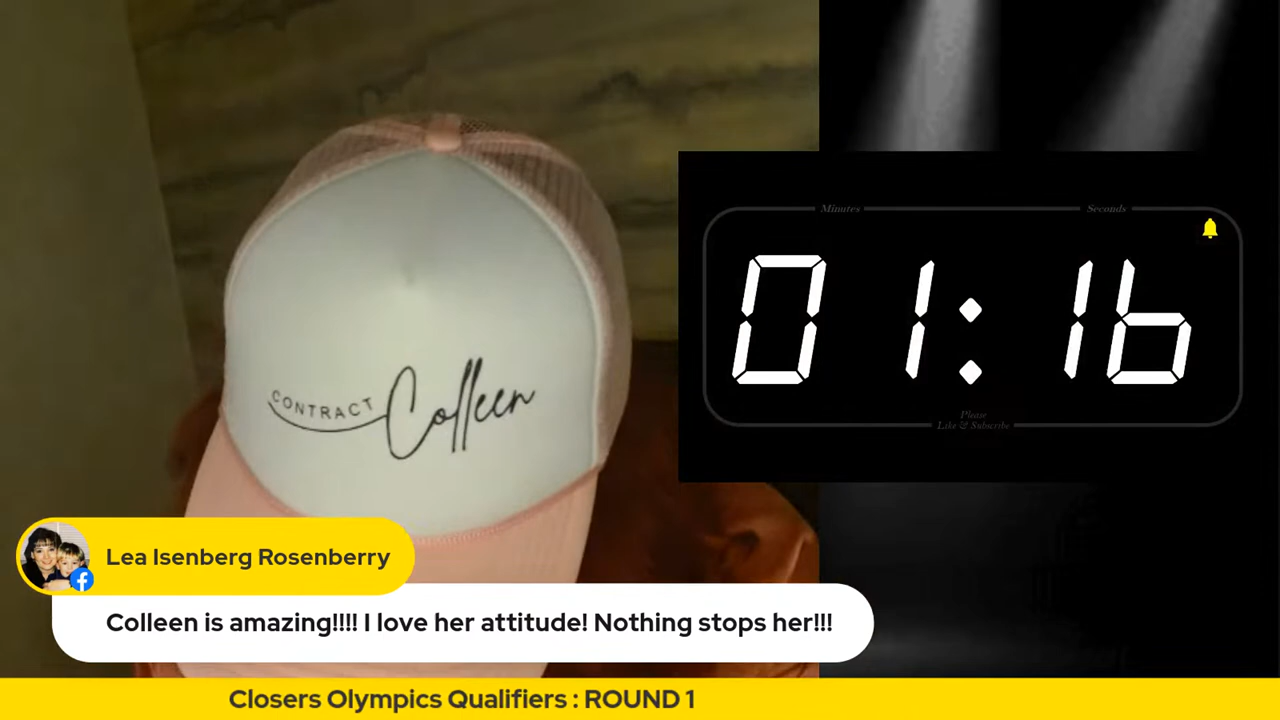 Minutes
Seconds
01:16
Please
Like & Subscribe
CONTRACT Colleen
Lea Isenberg Rosenberry
Colleen is amazing!!!! I love her attitude! Nothing stops her!!!
Closers Olympics Qualifiers : ROUND 1